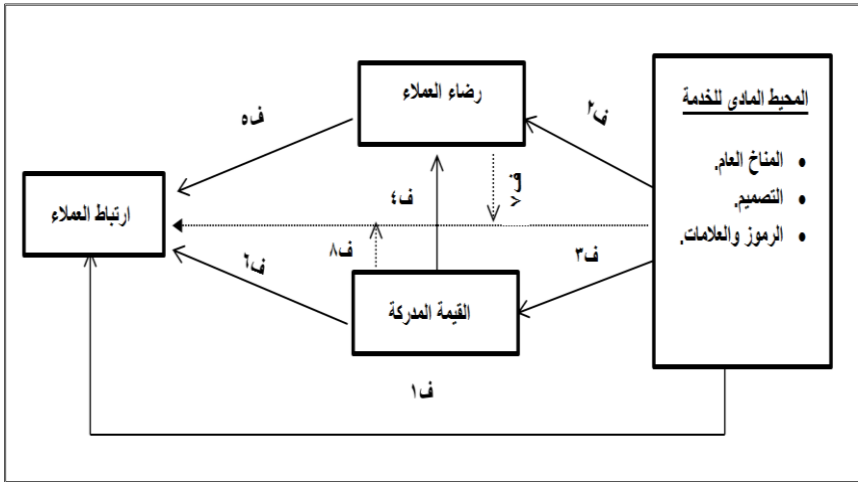 رضاء العملاء
المحيط المادي للخدمة
• المناخ العام.
• التصميم.
• الرموز والعلامات.
ف٢
ف٥
ف٧
ف٤
ارتباط العملاء
ف٣
ف٨
ف٦
القيمة المدركة
ف١